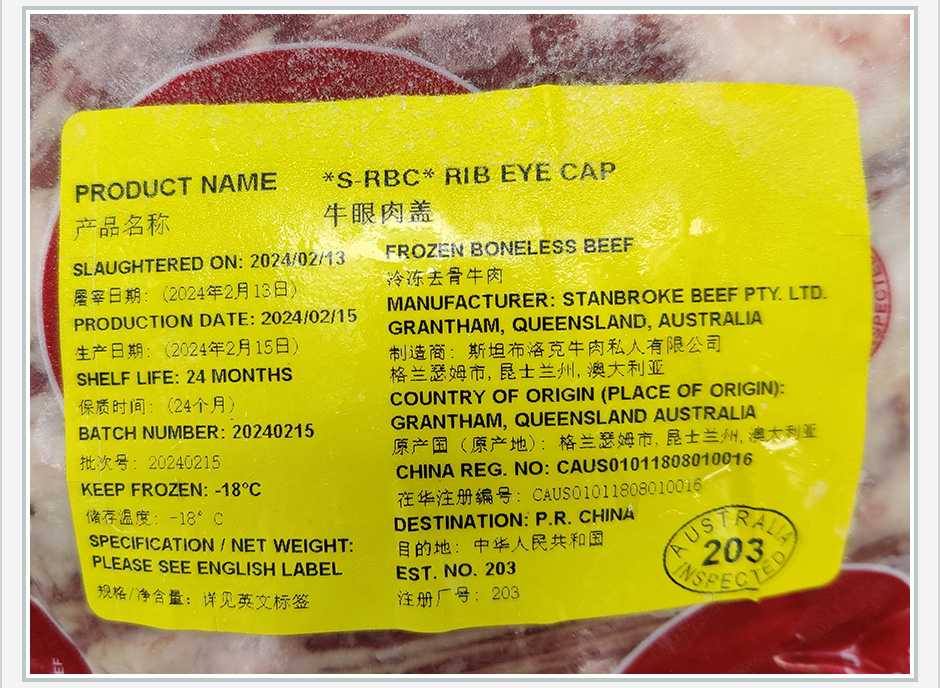 PRODUCT NAME *S-RBC* RIB EYE CAP
产品名称 牛眼肉盖
SLAUGHTERED ON: 2024/02/13
屠宰日期: (2024年2月13日)
PRODUCTION DATE: 2024/02/15
生产日期: (2024年2月15日)
SHELF LIFE: 24 MONTHS
保质时间: (24个月)
BATCH NUMBER: 20240215
批次号: 20240215
KEEP FROZEN: -18°C
储存温度: -18° C
SPECIFICATION / NET WEIGHT:
PLEASE SEE ENGLISH LABEL
规格/净含量: 详见英文标签
FROZEN BONELESS BEEF
冷冻去骨牛肉
MANUFACTURER: STANBROKE BEEF PTY. LTD.
GRANTHAM, QUEENSLAND, AUSTRALIA
制造商: 斯坦布洛克牛肉私人有限公司
格兰瑟姆市, 昆士兰州, 澳大利亚
COUNTRY OF ORIGIN (PLACE OF ORIGIN):
GRANTHAM, QUEENSLAND AUSTRALIA
原产国 (原产地): 格兰瑟姆市, 昆士兰州, 澳大利亚
CHINA REG. NO: CAUS01011808010016
在华注册编号: CAUS01011808010016
DESTINATION: P.R. CHINA
目的地: 中华人民共和国
EST. NO. 203
注册厂号: 203
AUSTRALIA
203
INSPECTED